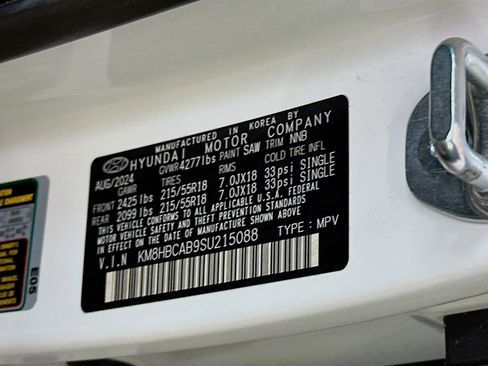 MANUFACTURED IN KOREA BY
HYUNDAI MOTOR COMPANY
AUG/2024 GVWR 4277lbs PAINT SAW TRIM NNB
GAWR TIRES RIMS COLD TIRE INFL
FRONT 2425 lbs 215/55R18 7.0JX18 33psi SINGLE
REAR 2099 lbs 215/55R18 7.0JX18 33psi SINGLE
THIS VEHICLE CONFORMS TO ALL APPLICABLE U.S.A. FEDERAL
MOTOR VEHICLE SAFETY AND THEFT PREVENTION STANDARDS
IN EFFECT ON THE DATE OF MANUFACTURE SHOWN ABOVE
V.I.N KM8HBCAB9SU215088 TYPE : MPV
E05